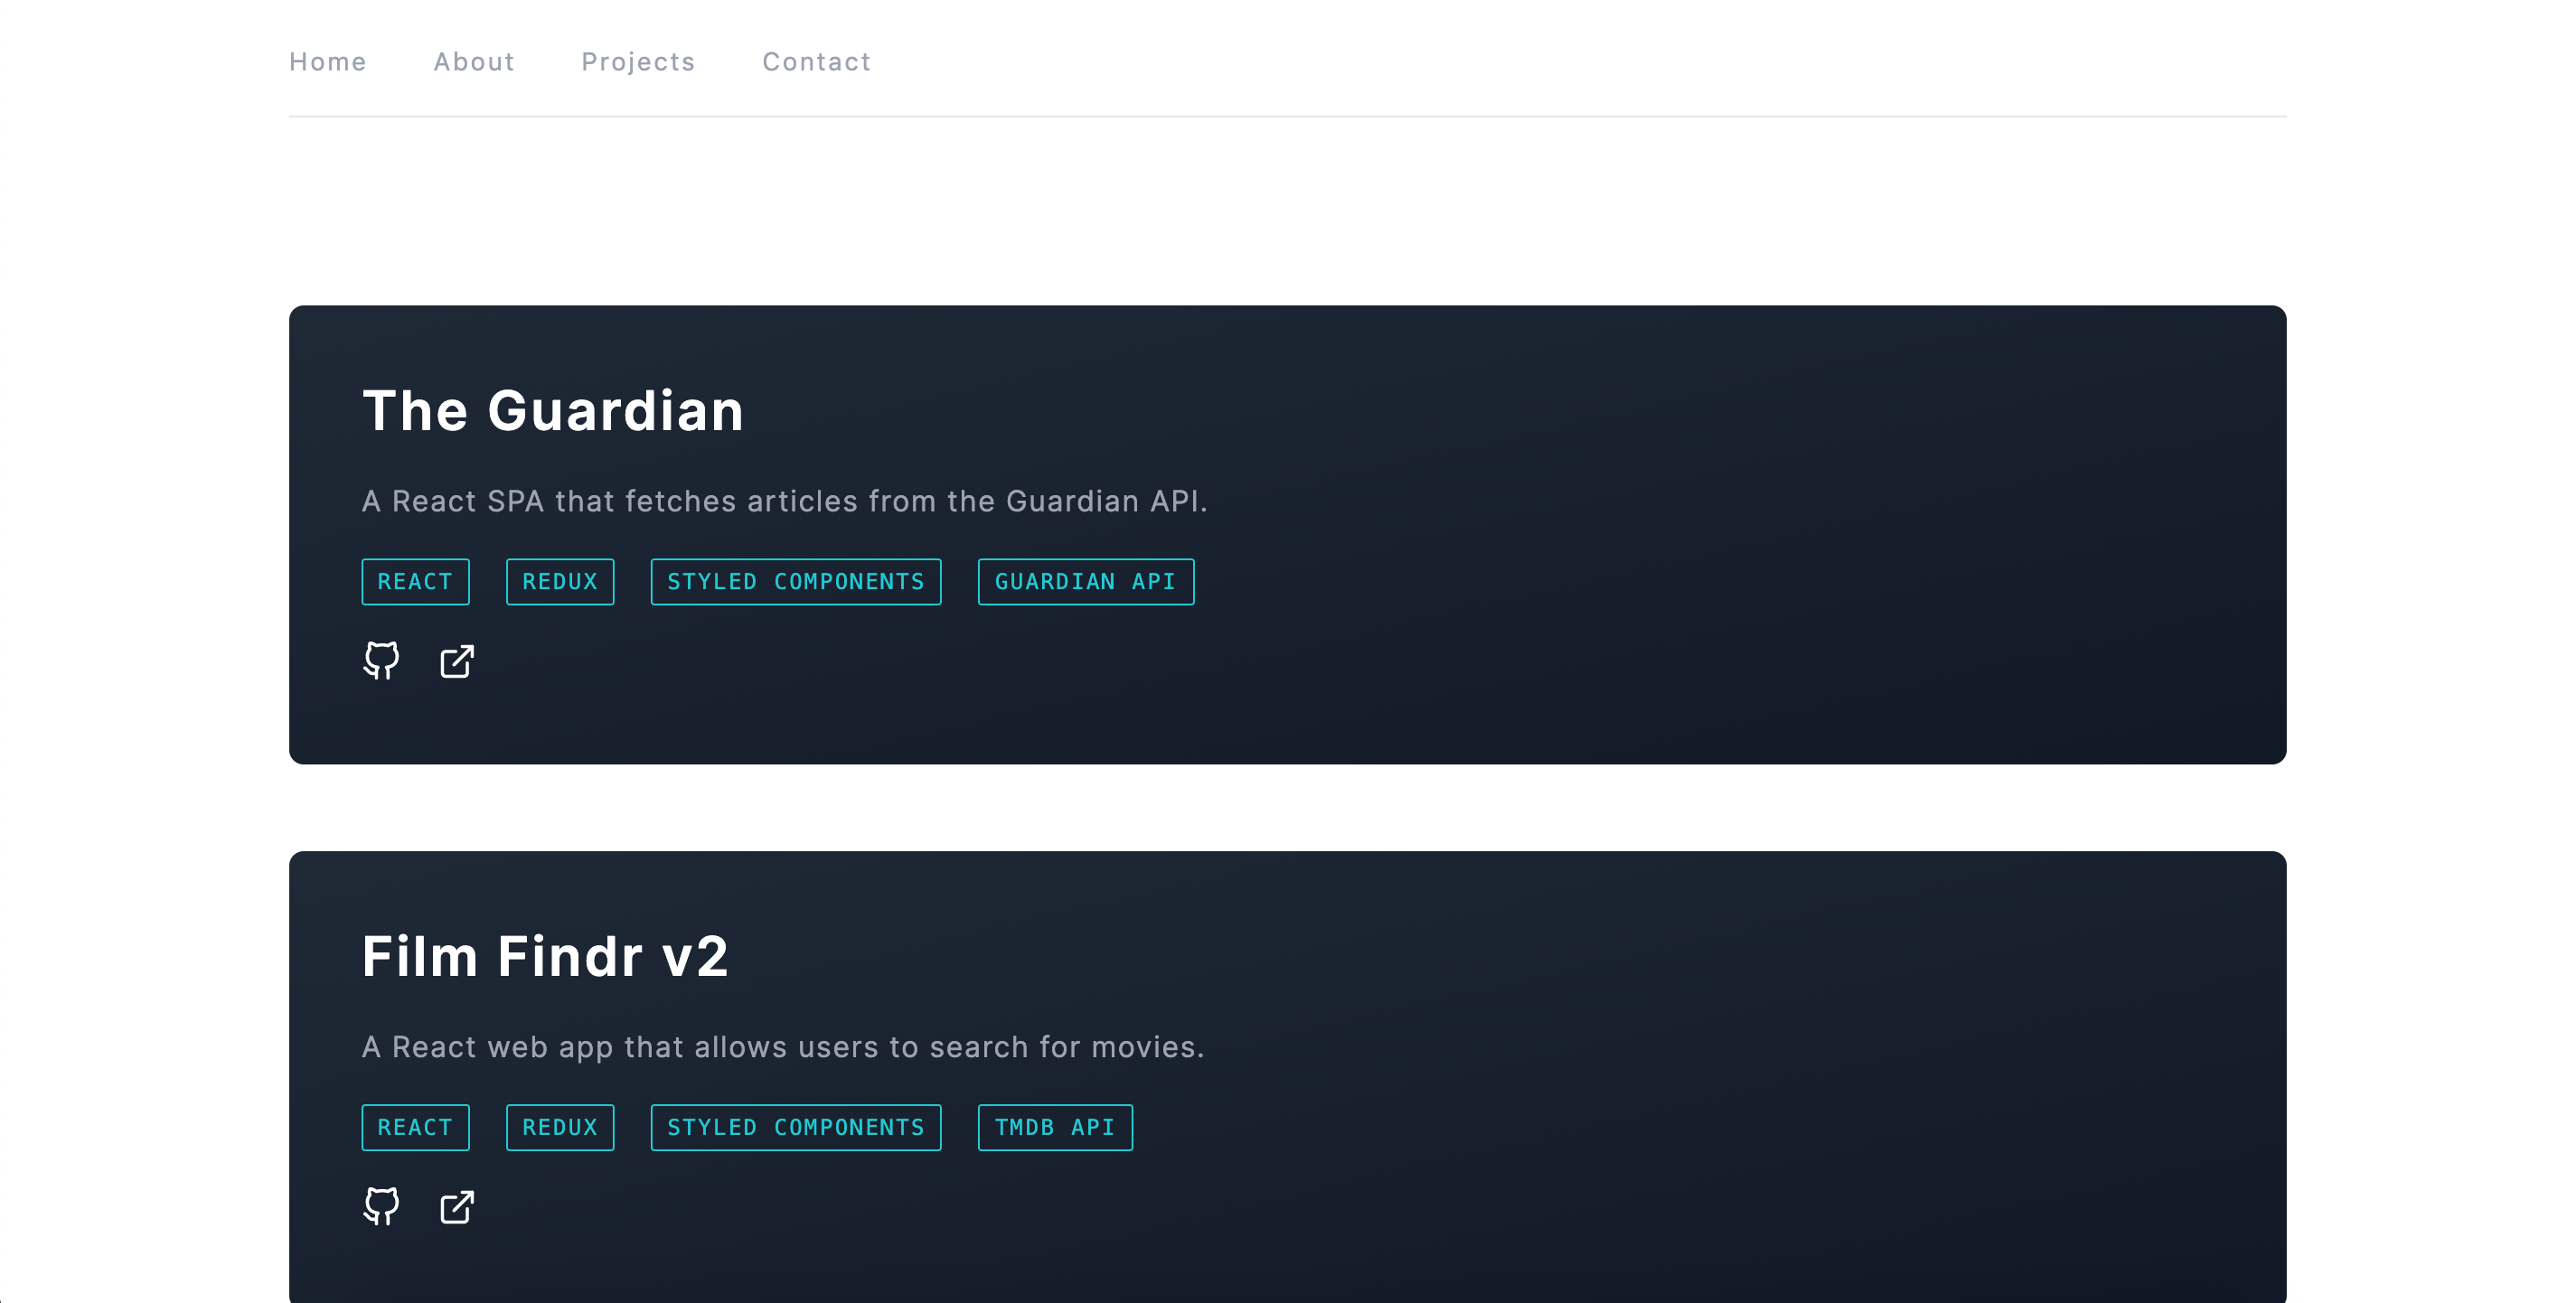 Home About Projects Contact
The Guardian
A React SPA that fetches articles from the Guardian API.
REACT REDUX STYLED COMPONENTS GUARDIAN API
Film Findr v2
A React web app that allows users to search for movies.
REACT REDUX STYLED COMPONENTS TMDB API